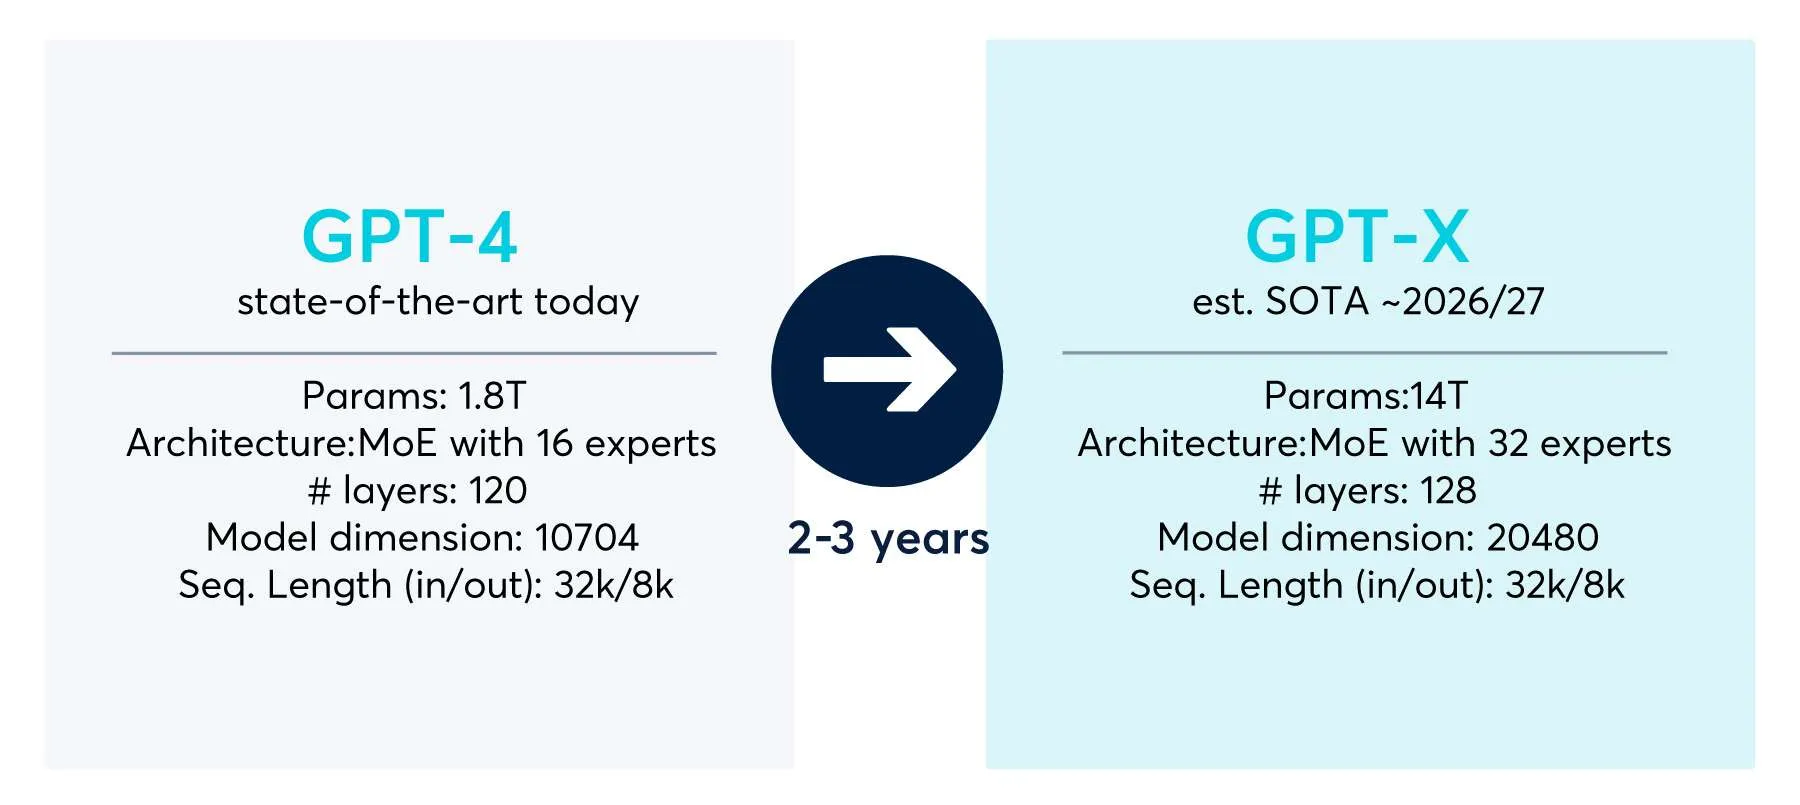 GPT-4
state-of-the-art today
Params: 1.8T
Architecture:MoE with 16 experts
# layers: 120
Model dimension: 10704
Seq. Length (in/out): 32k/8k
2-3 years
GPT-X
est. SOTA ~2026/27
Params:14T
Architecture:MoE with 32 experts
# layers: 128
Model dimension: 20480
Seq. Length (in/out): 32k/8k